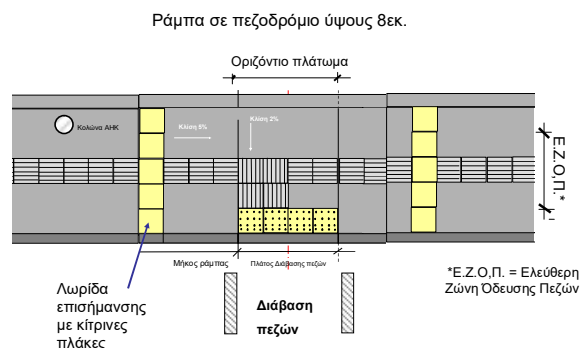 Ράμπα σε πεζοδρόμιο ύψους 8εκ.
Οριζόντιο πλάτωμα
Κολώνα ΑΗΚ
Κλίση 5%
Κλίση 2%
Ε.Ζ.Ο,Π. *
Μήκος ράμπας
Πλάτος Διάβασης πεζών
Λωρίδα
επισήμανσης
με κίτρινες
πλάκες
Διάβαση
πεζών
*Ε.Ζ.Ο,Π. = Ελεύθερη
Ζώνη Όδευσης Πεζών